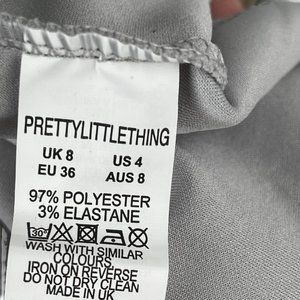 PRETTYLITTLETHING
UK 8 US 4
EU 36 AUS 8
97% POLYESTER
3% ELASTANE
30°
WASH WITH SIMILAR
COLOURS
IRON ON REVERSE
DO NOT DRY CLEAN
MADE IN UK